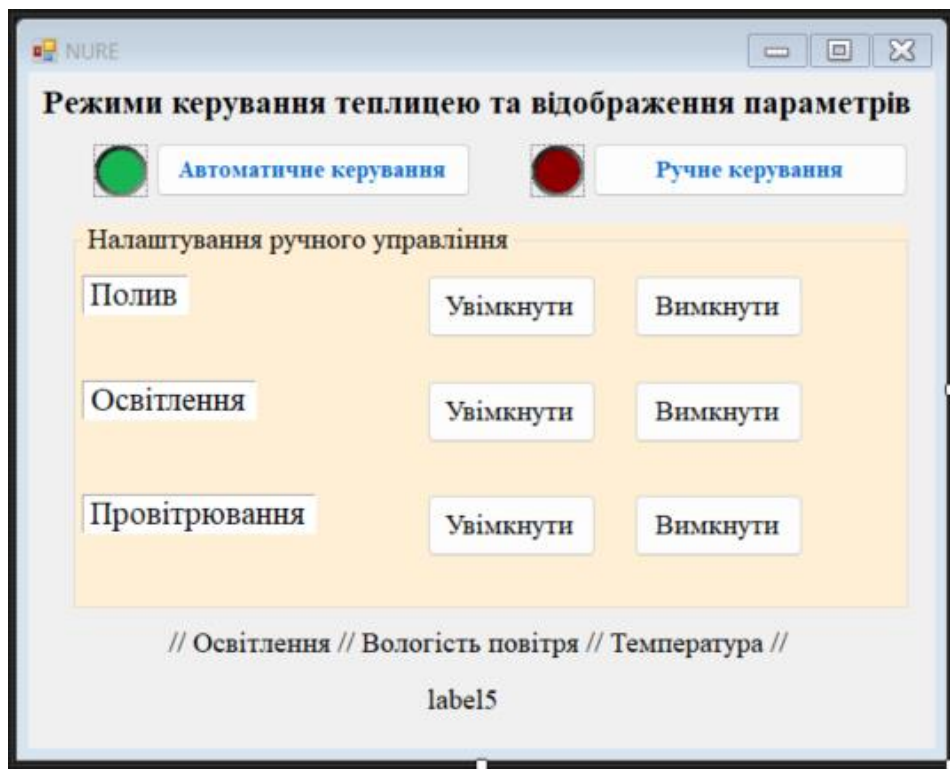 NURE
Режими керування теплицею та відображення параметрів
Автоматичне керування Ручне керування
Налаштування ручного управління
Полив Увімкнути Вимкнути
Освітлення Увімкнути Вимкнути
Провітрювання Увімкнути Вимкнути
// Освітлення // Вологість повітря // Температура //
label5